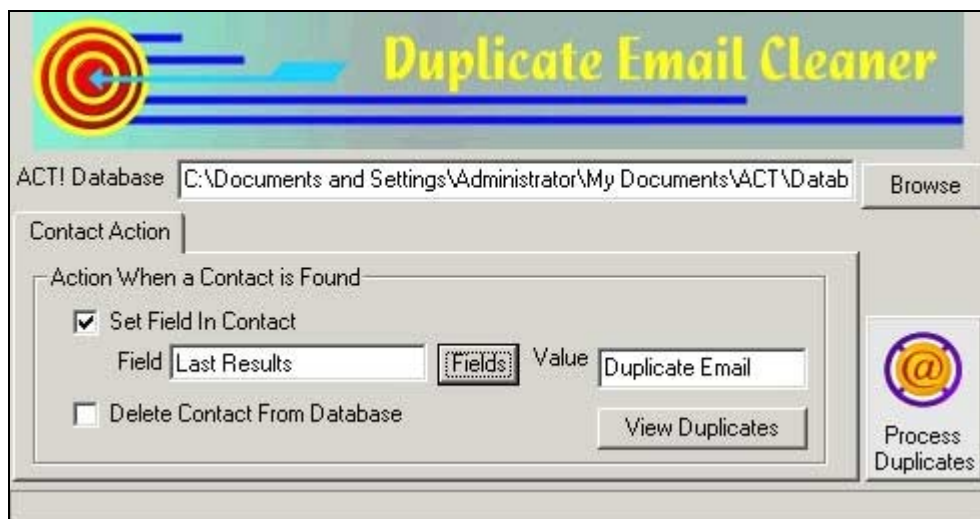 Duplicate Email Cleaner
ACT! Database C:\Documents and Settings\Administrator\My Documents\ACT\Datab Browse
Contact Action
Action When a Contact is Found
Set Field In Contact
Field Last Results Fields Value Duplicate Email
Delete Contact From Database
View Duplicates
@
Process
Duplicates